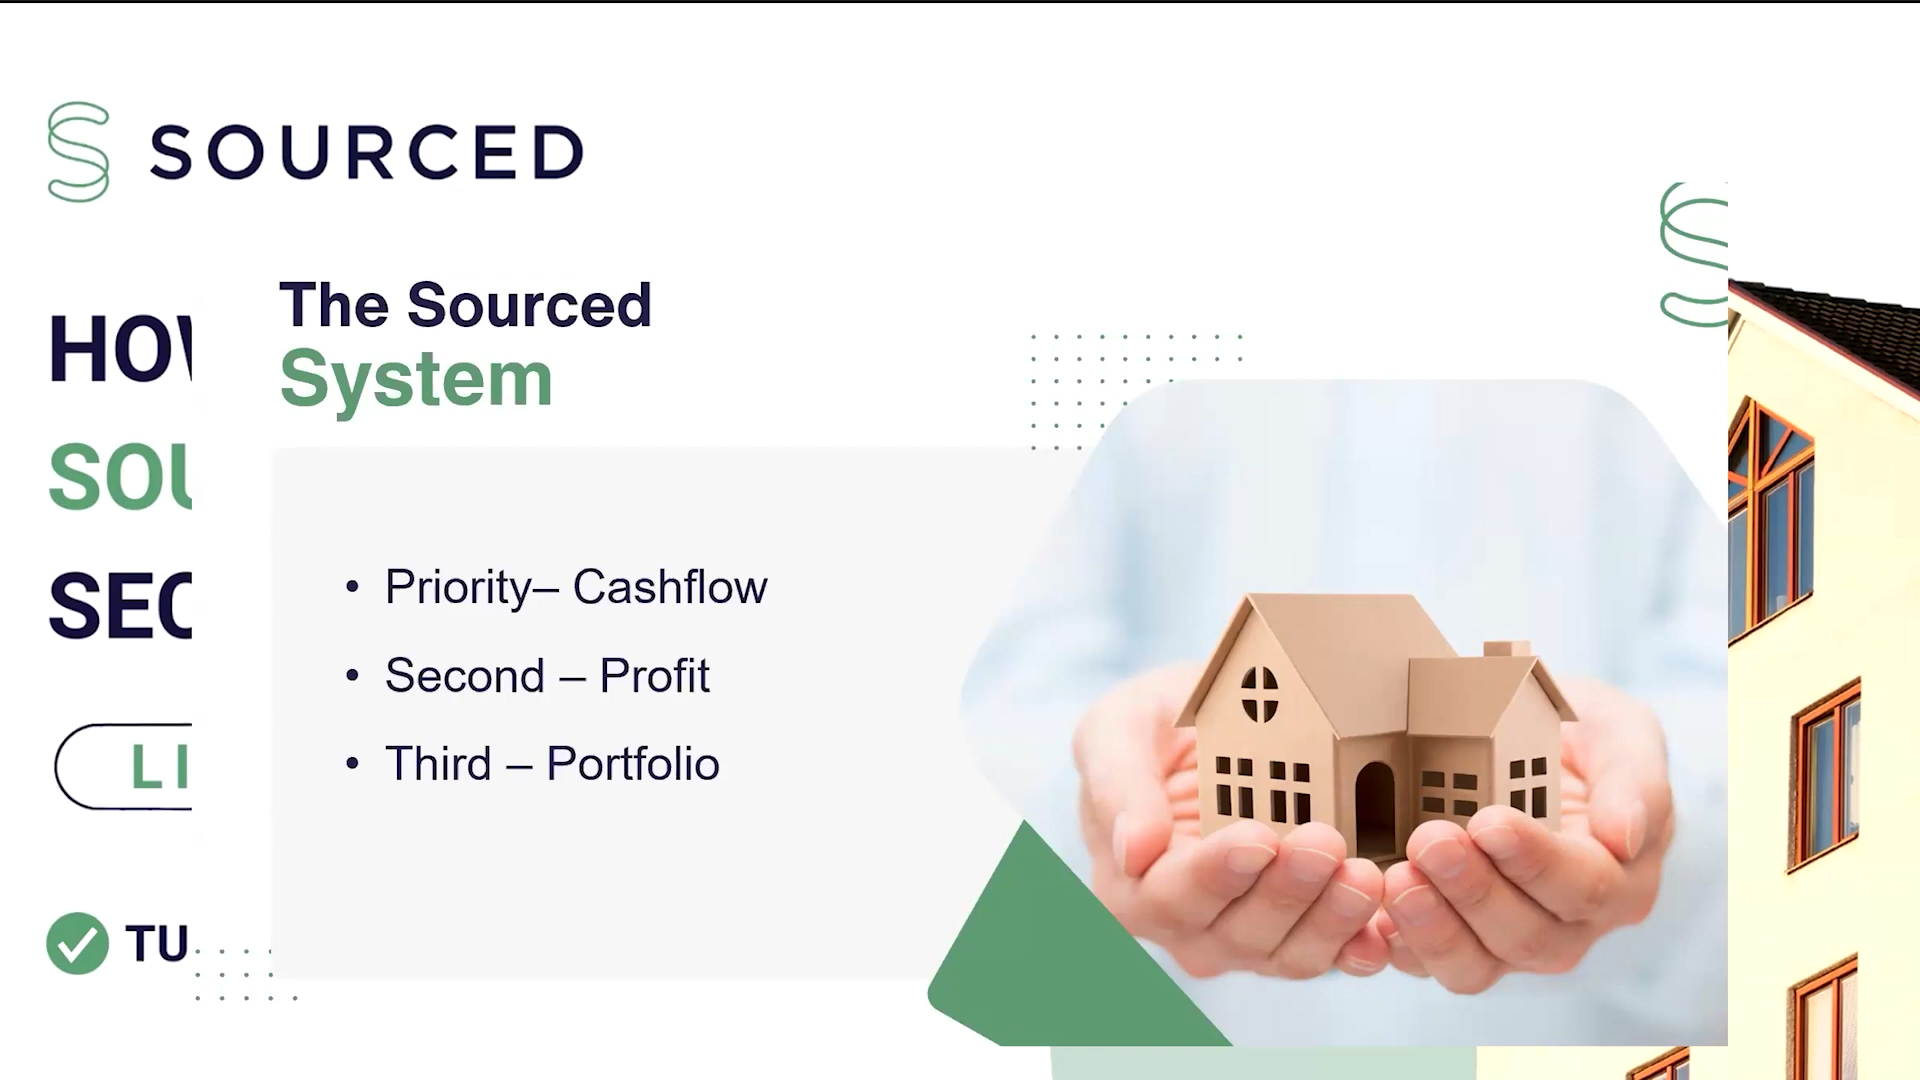 SOURCED
The Sourced
System
• Priority– Cashflow
• Second – Profit
• Third – Portfolio